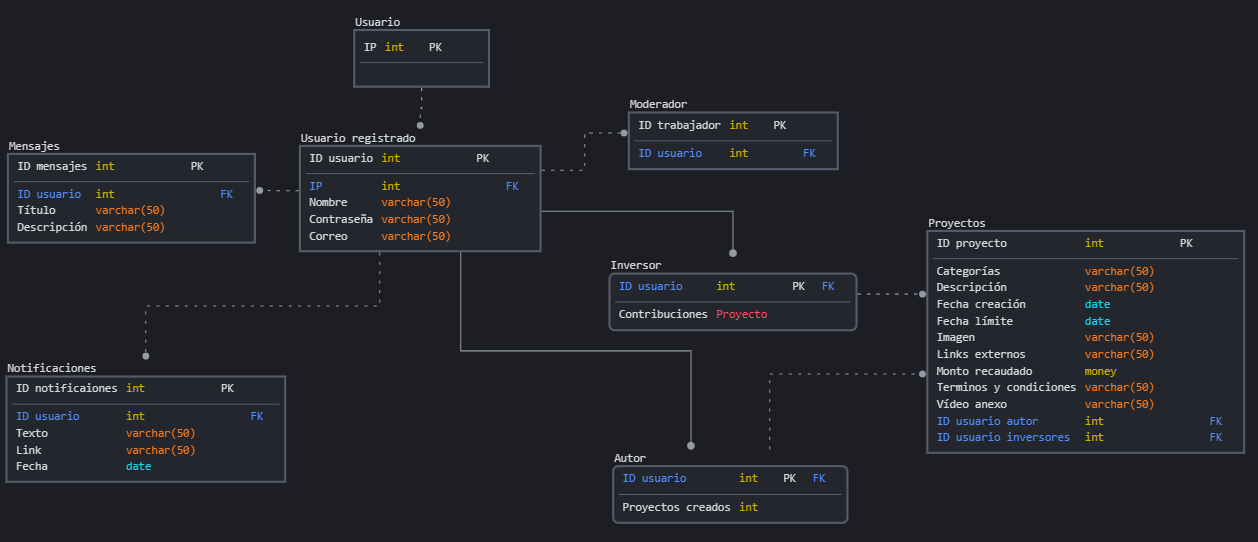 Usuario
IP int PK
Moderador
ID trabajador int PK
ID usuario int FK
Usuario registrado
ID usuario int PK
IP int FK
Nombre varchar(50)
Contraseña varchar(50)
Correo varchar(50)
Mensajes
ID mensajes int PK
ID usuario int FK
Título varchar(50)
Descripción varchar(50)
Proyectos
ID proyecto int PK
Categorías varchar(50)
Descripción varchar(50)
Fecha creación date
Fecha límite date
Imagen varchar(50)
Links externos varchar(50)
Monto recaudado money
Terminos y condiciones varchar(50)
Vídeo anexo varchar(50)
ID usuario autor int FK
ID usuario inversores int FK
Inversor
ID usuario int PK FK
Contribuciones Proyecto
Notificaciones
ID notificaiones int PK
ID usuario int FK
Texto varchar(50)
Link varchar(50)
Fecha date
Autor
ID usuario int PK FK
Proyectos creados int